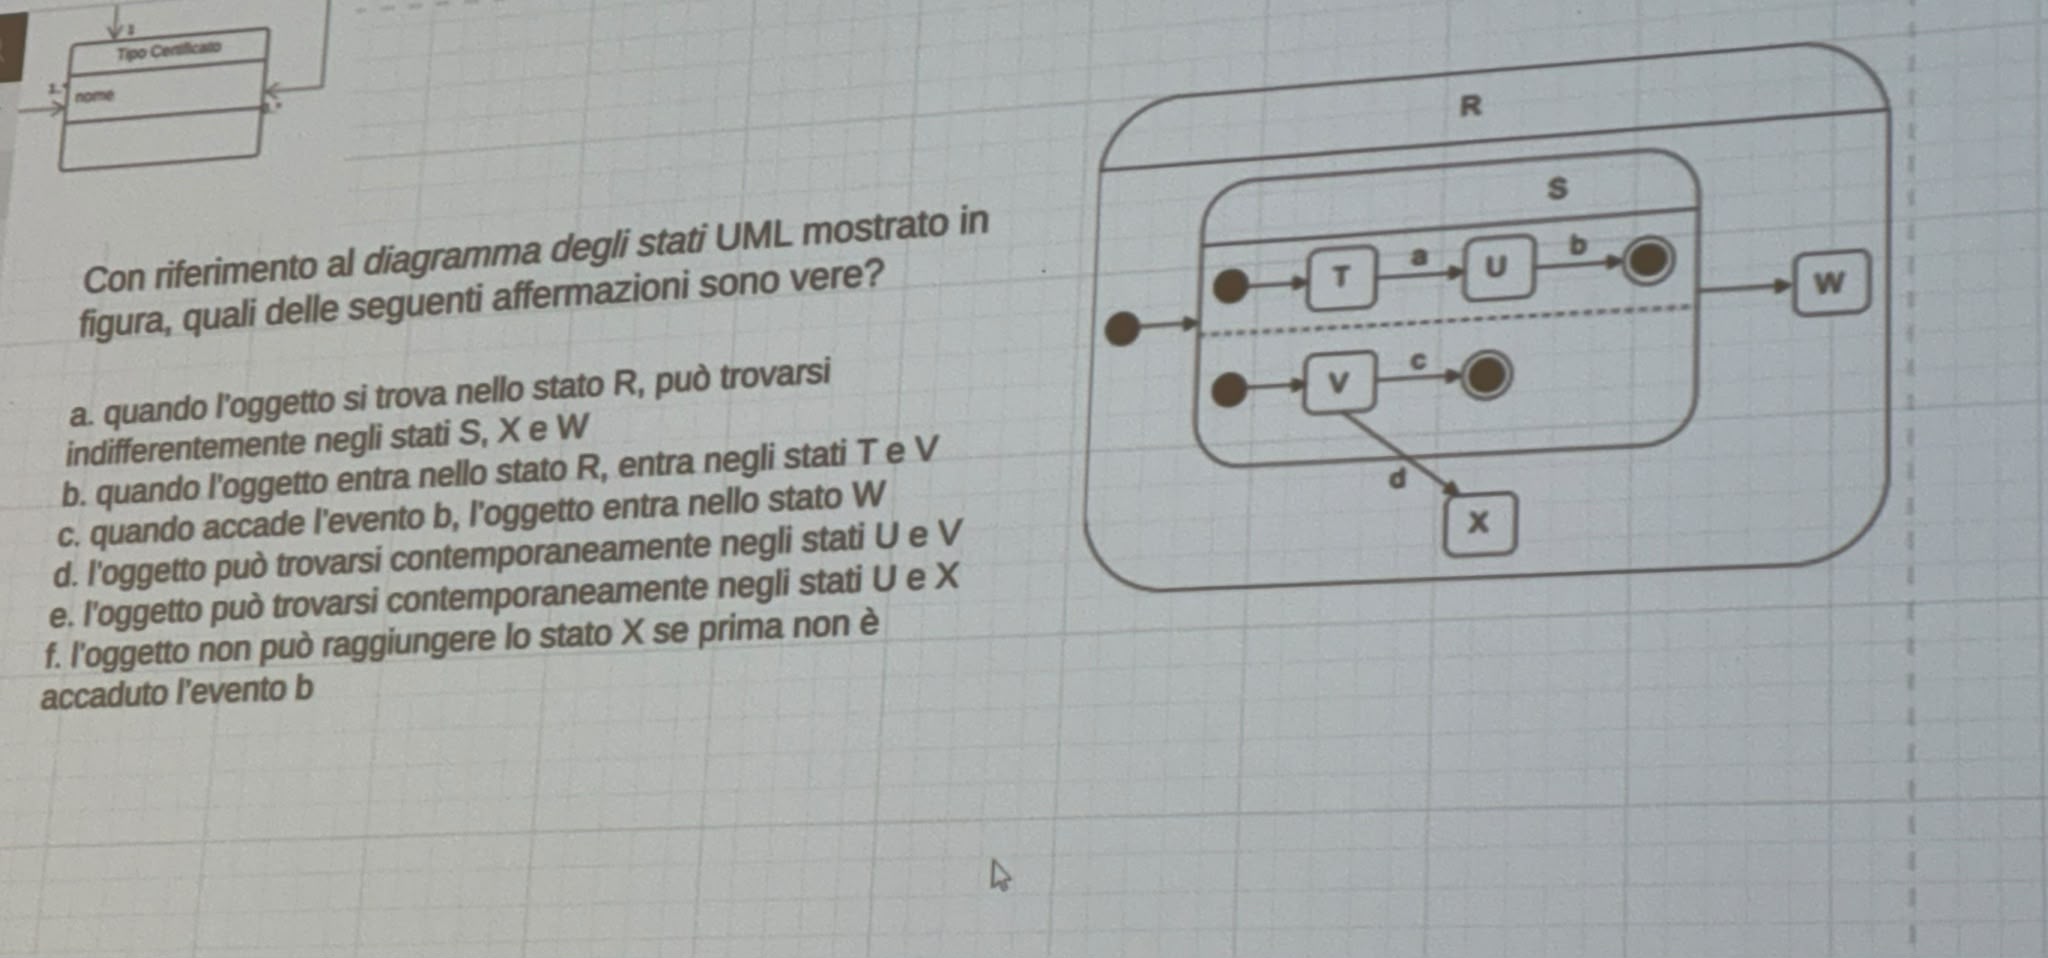 1
Tipo Certificato
nome
Con riferimento al diagramma degli stati UML mostrato in
figura, quali delle seguenti affermazioni sono vere?
a. quando l'oggetto si trova nello stato R, può trovarsi
indifferentemente negli stati S, X e W
b. quando l'oggetto entra nello stato R, entra negli stati T e V
c. quando accade l'evento b, l'oggetto entra nello stato W
d. l'oggetto può trovarsi contemporaneamente negli stati U e V
e. l'oggetto può trovarsi contemporaneamente negli stati U e X
f. l'oggetto non può raggiungere lo stato X se prima non è
accaduto l'evento b
R
S
T a U b
W
V c
d
X